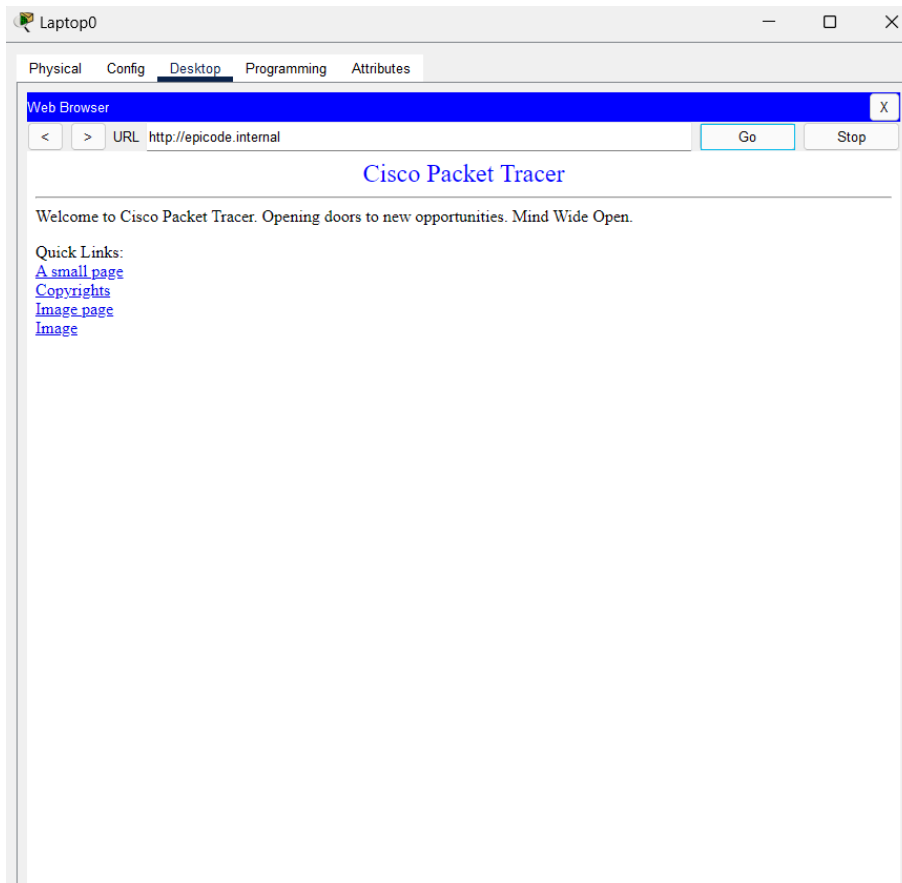 Laptop0
Physical Config Desktop Programming Attributes
Web Browser X
< > URL http://epicode.internal Go Stop
Cisco Packet Tracer
Welcome to Cisco Packet Tracer. Opening doors to new opportunities. Mind Wide Open.
Quick Links:
A small page
Copyrights
Image page
Image